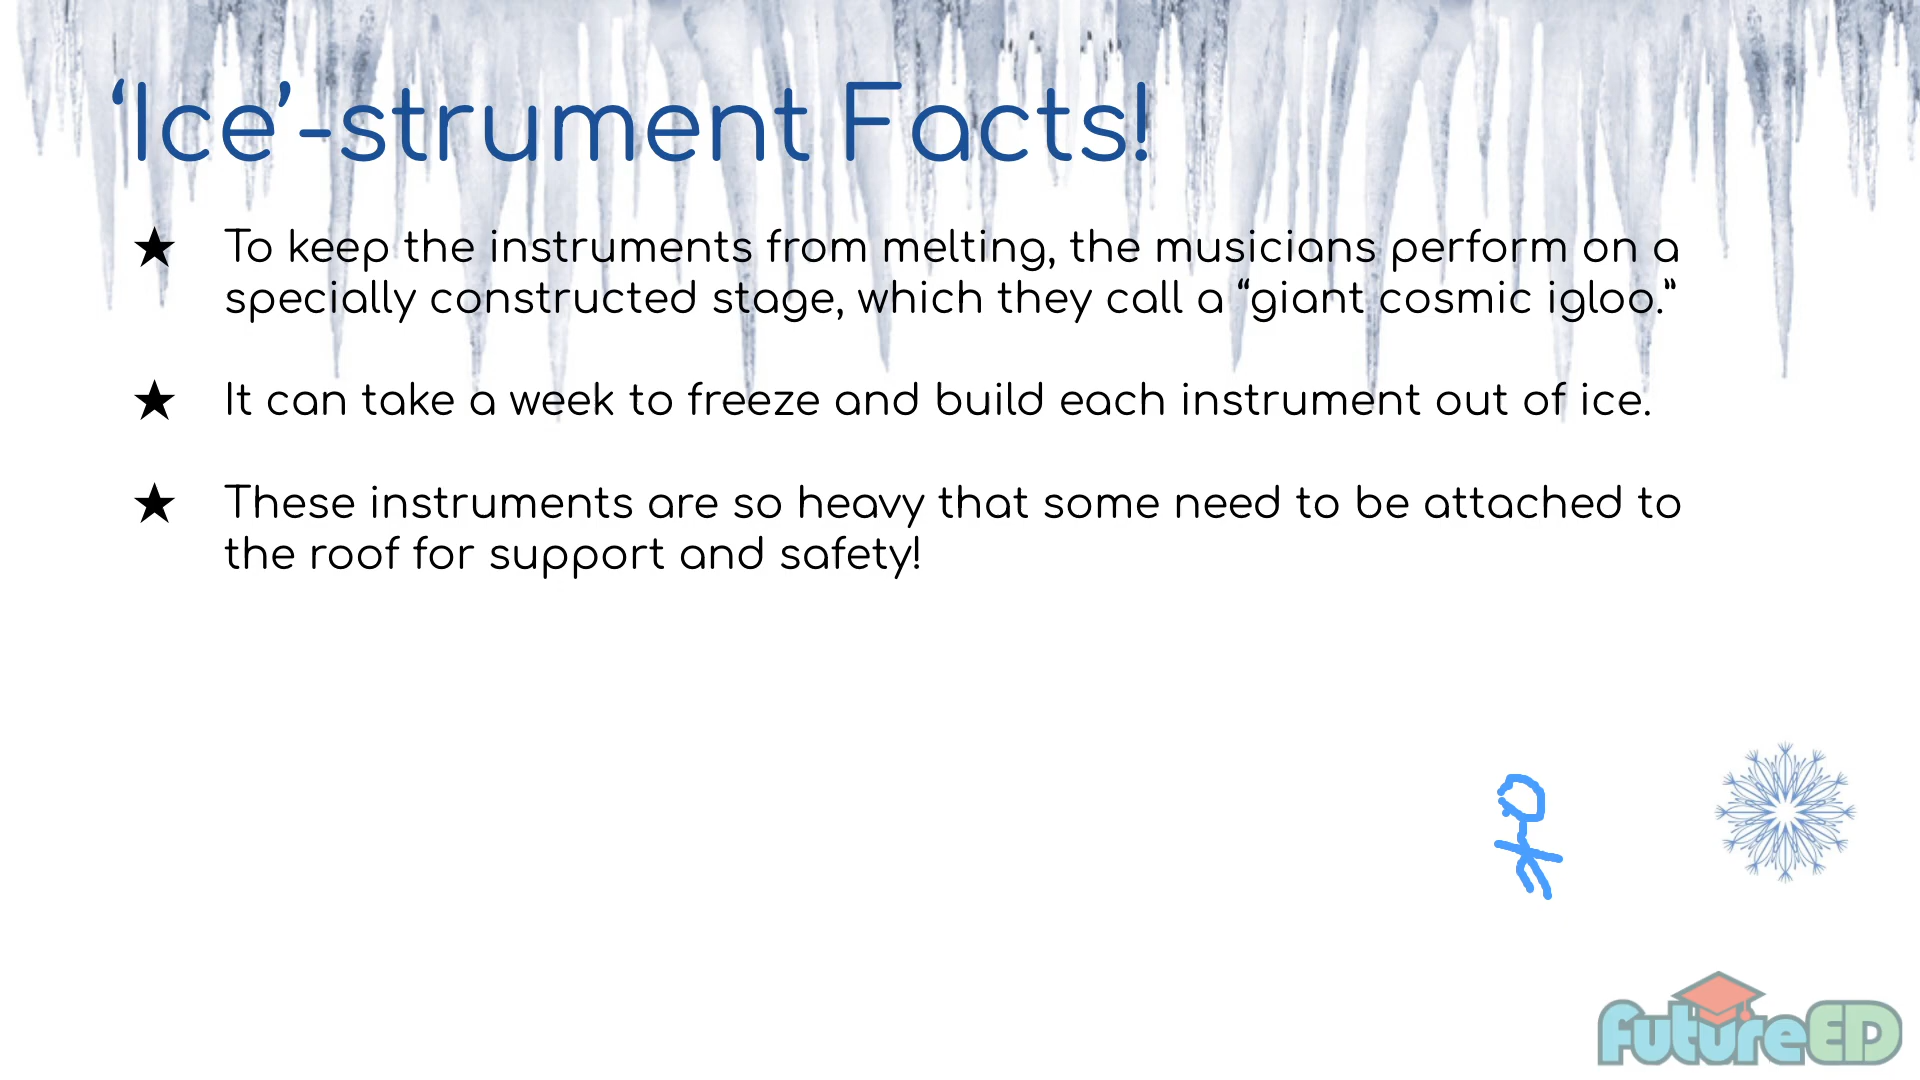 ‘Ice’-strument Facts!
★ To keep the instruments from melting, the musicians perform on a
specially constructed stage, which they call a “giant cosmic igloo.”
★ It can take a week to freeze and build each instrument out of ice.
★ These instruments are so heavy that some need to be attached to
the roof for support and safety!
futureED